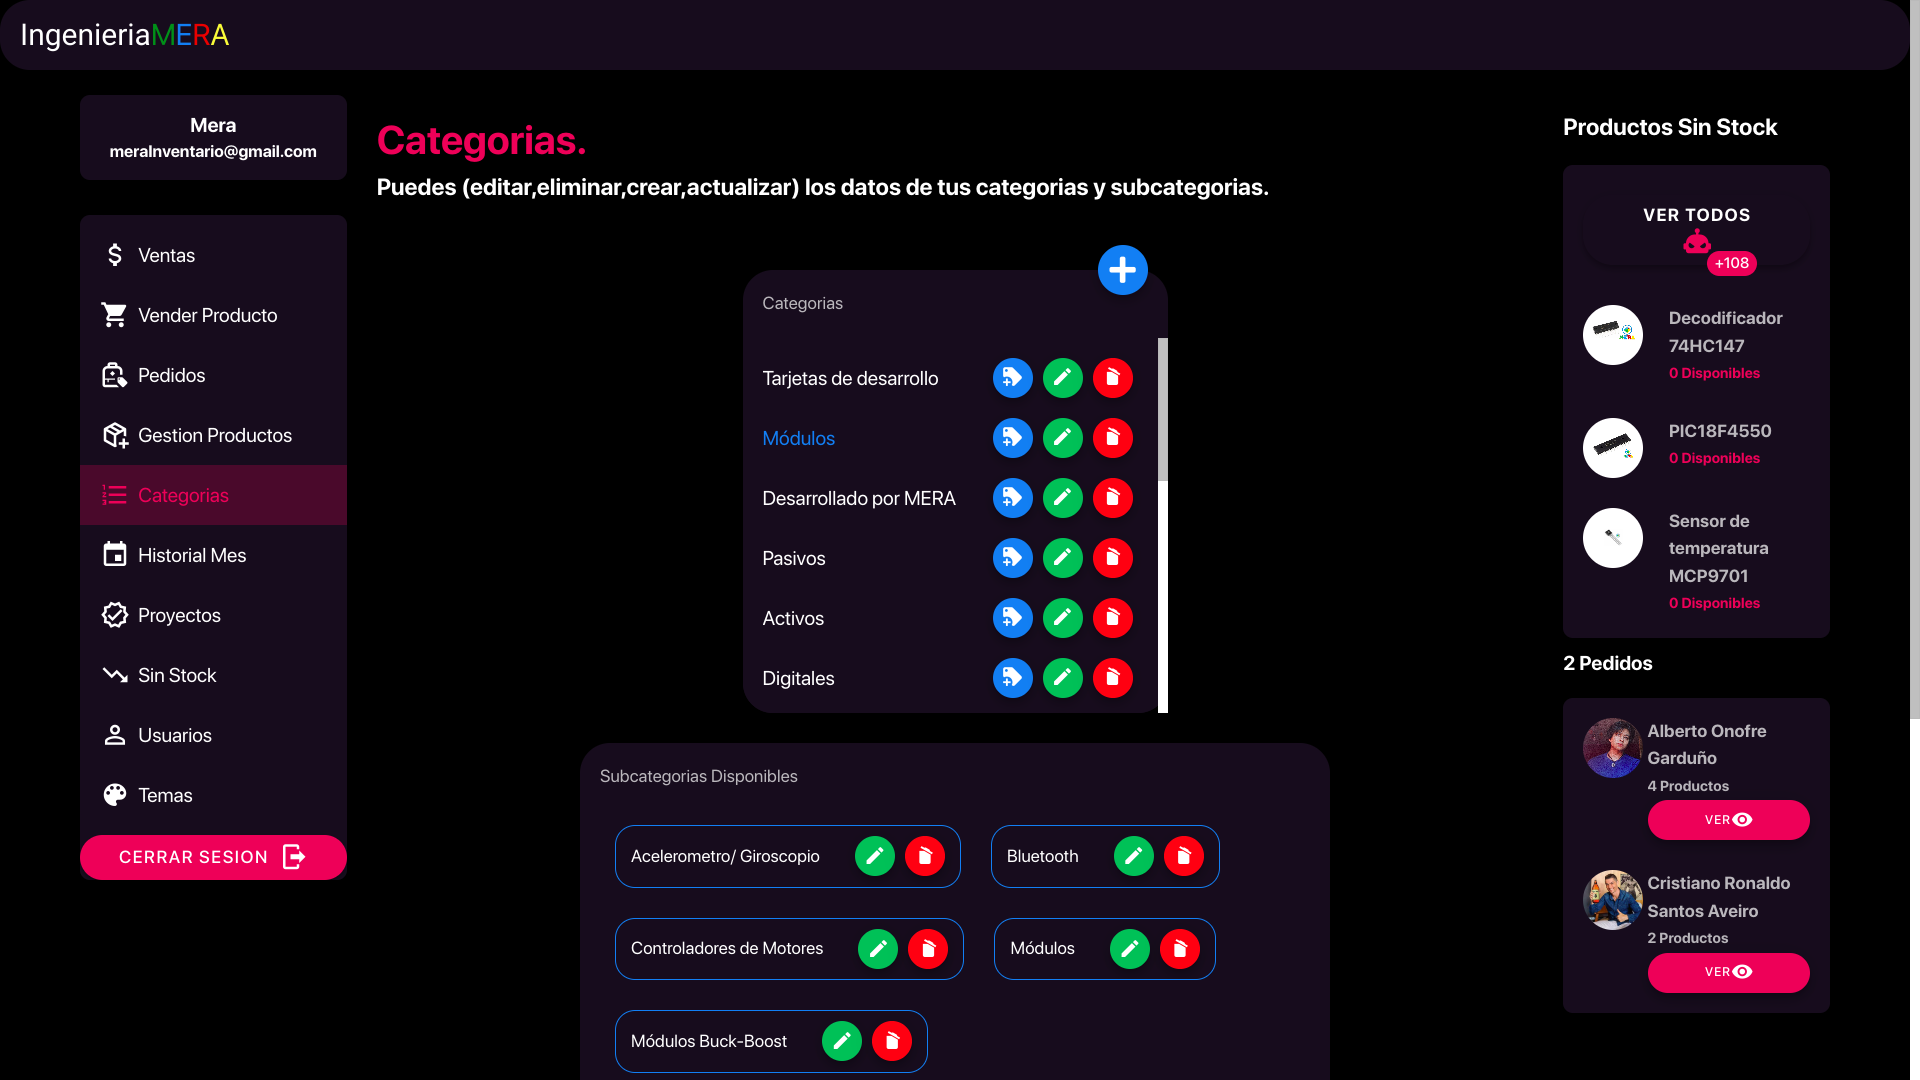 IngenieriaMERA
Mera
meraInventario@gmail.com
Ventas
Vender Producto
Pedidos
Gestion Productos
Categorias
Historial Mes
Proyectos
Sin Stock
Usuarios
Temas
CERRAR SESION
Categorias.
Puedes (editar,eliminar,crear,actualizar) los datos de tus categorias y subcategorias.
Categorias
Tarjetas de desarrollo
Módulos
Desarrollado por MERA
Pasivos
Activos
Digitales
Subcategorias Disponibles
Acelerometro/ Giroscopio
Bluetooth
Controladores de Motores
Módulos
Módulos Buck-Boost
Productos Sin Stock
VER TODOS
+108
Decodificador
74HC147
0 Disponibles
PIC18F4550
0 Disponibles
Sensor de
temperatura
MCP9701
0 Disponibles
2 Pedidos
Alberto Onofre
Garduño
4 Productos
VER
Cristiano Ronaldo
Santos Aveiro
2 Productos
VER